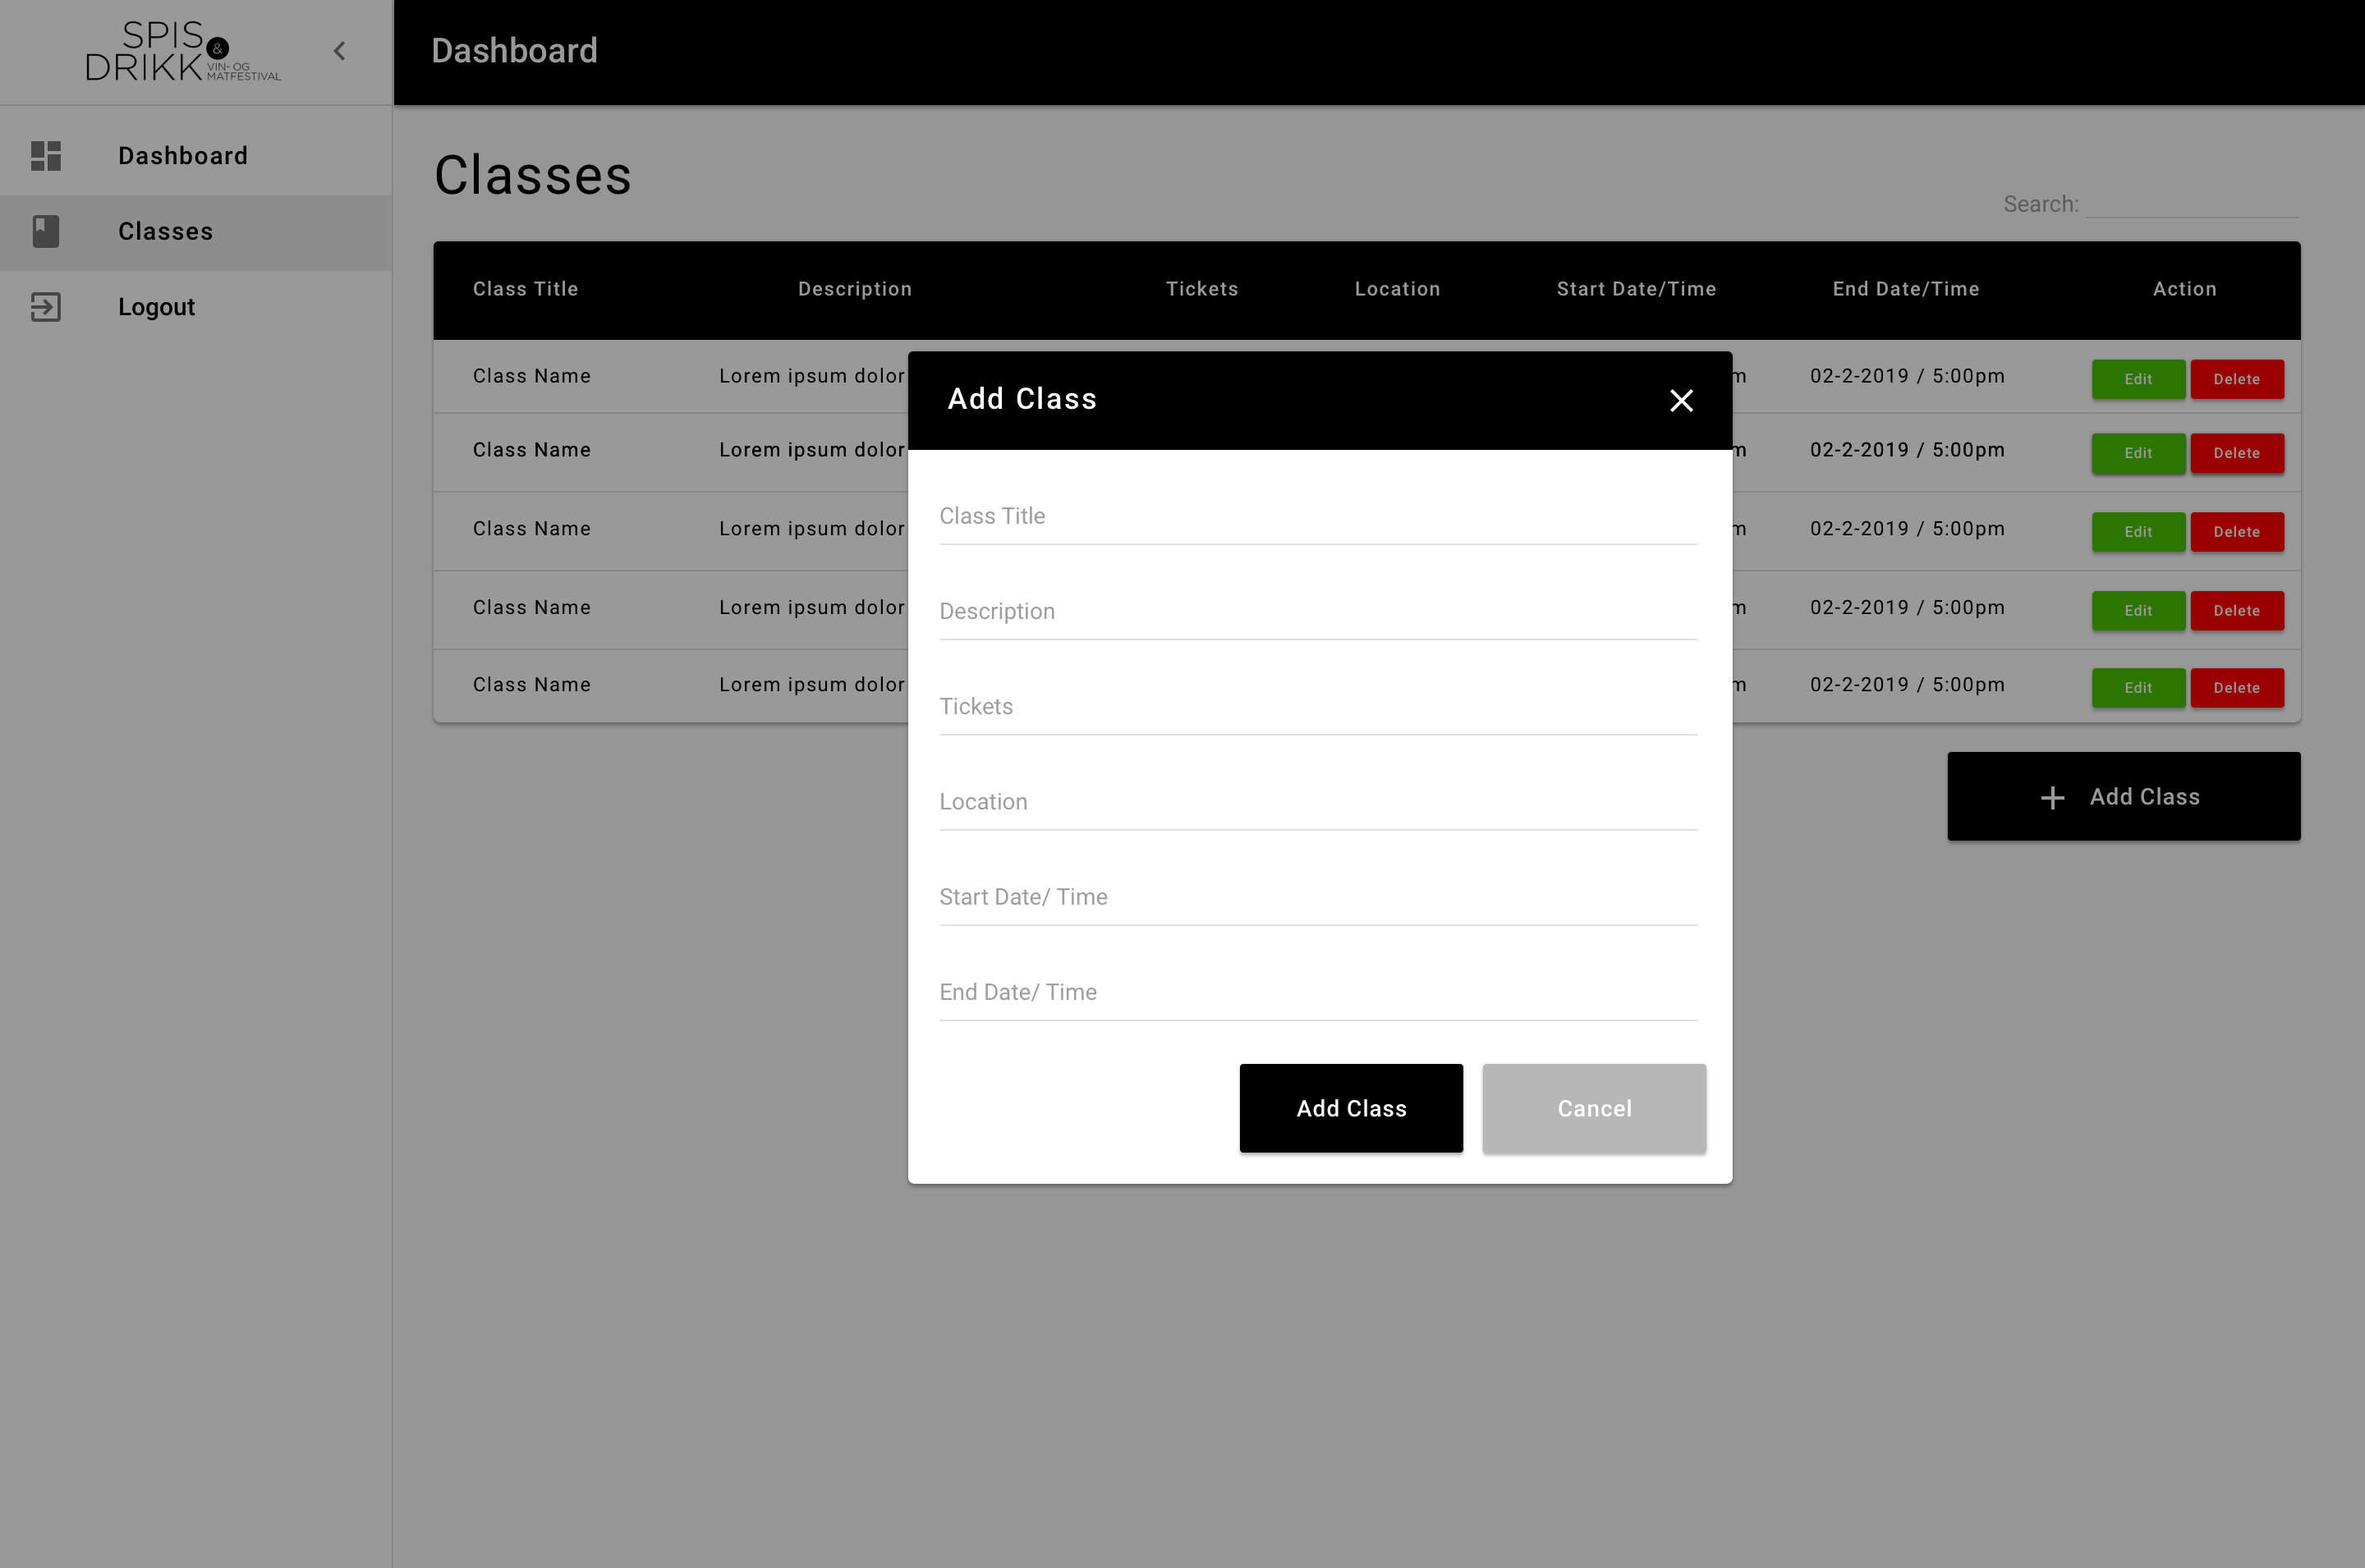 SPIS
DRIKK & VIN- OG
MATFESTIVAL
Dashboard
Dashboard
Classes
Logout
Classes
Search:
Class Title Description Tickets Location Start Date/Time End Date/Time Action
Class Name Lorem ipsum dolor m 02-2-2019 / 5:00pm Edit Delete
Class Name Lorem ipsum dolor m 02-2-2019 / 5:00pm Edit Delete
Class Name Lorem ipsum dolor m 02-2-2019 / 5:00pm Edit Delete
Class Name Lorem ipsum dolor m 02-2-2019 / 5:00pm Edit Delete
Class Name Lorem ipsum dolor m 02-2-2019 / 5:00pm Edit Delete
Add Class
Add Class
Class Title
Description
Tickets
Location
Start Date/ Time
End Date/ Time
Add Class Cancel